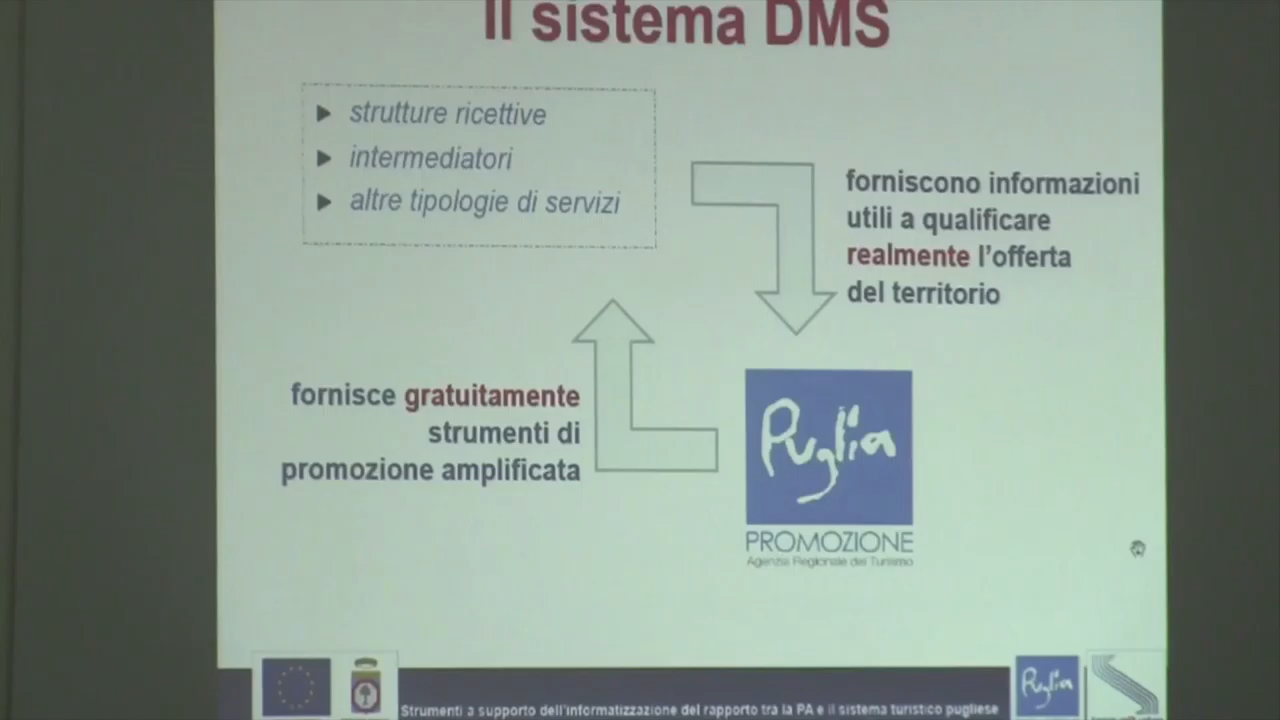 Il sistema DMS
strutture ricettive
intermediatori
altre tipologie di servizi
forniscono informazioni
utili a qualificare
realmente l'offerta
del territorio
fornisce gratuitamente
strumenti di
promozione amplificata
Puglia
PROMOZIONE
Agenzia Regionale del Turismo
Strumenti a supporto dell'informatizzazione del rapporto tra la PA e il sistema turistico pugliese
Puglia